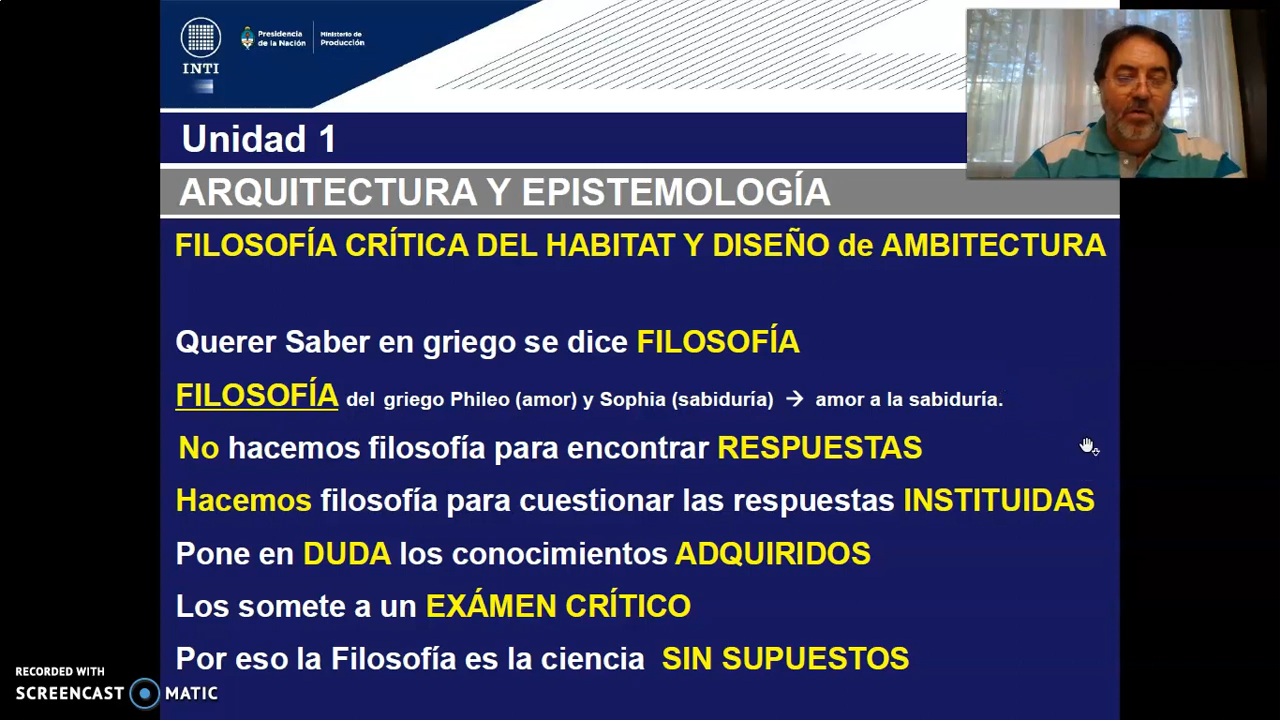 INTI
Presidencia
de la Nación
Ministerio de
Producción
Unidad 1
ARQUITECTURA Y EPISTEMOLOGÍA
FILOSOFÍA CRÍTICA DEL HABITAT Y DISEÑO de AMBITECTURA
Querer Saber en griego se dice FILOSOFÍA
FILOSOFÍA del griego Phileo (amor) y Sophia (sabiduría) → amor a la sabiduría.
No hacemos filosofía para encontrar RESPUESTAS
Hacemos filosofía para cuestionar las respuestas INSTITUIDAS
Pone en DUDA los conocimientos ADQUIRIDOS
Los somete a un EXÁMEN CRÍTICO
Por eso la Filosofía es la ciencia SIN SUPUESTOS
RECORDED WITH
SCREENCAST MATIC